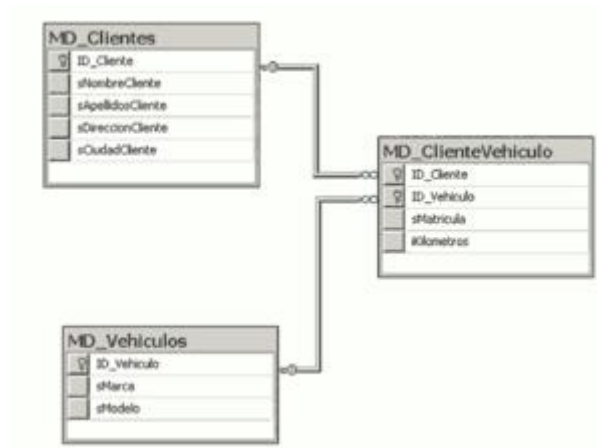 MD_Clientes
ID_Cliente
sNombreCliente
sApellidosCliente
sDireccionCliente
sCiudadCliente
MD_ClienteVehiculo
ID_Cliente
ID_Vehiculo
sMatricula
iKilometros
MD_Vehiculos
ID_Vehiculo
sMarca
sModelo